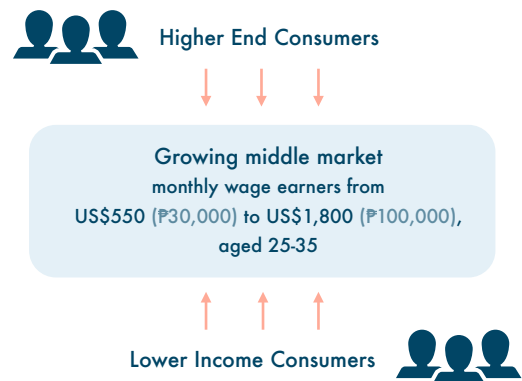 Higher End Consumers
Growing middle market
monthly wage earners from
US$550 (₱30,000) to US$1,800 (₱100,000),
aged 25-35
Lower Income Consumers